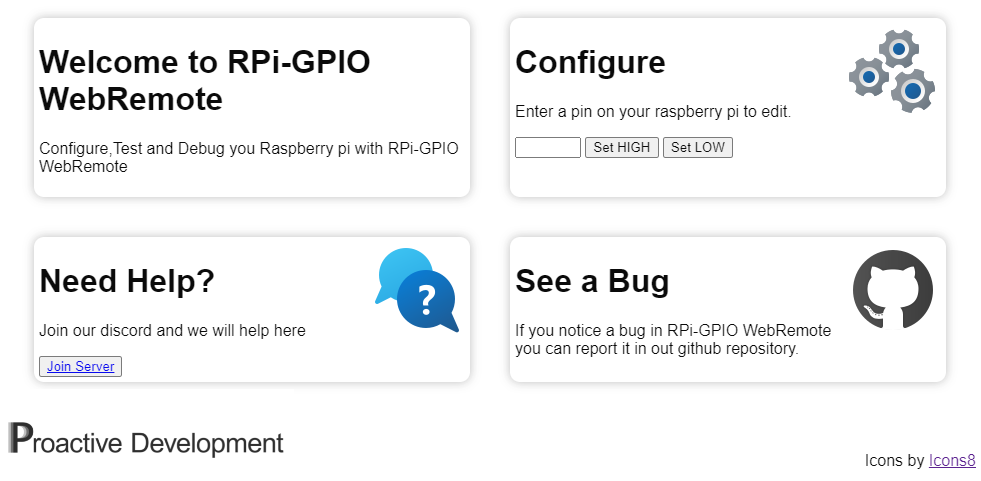 Welcome to RPi-GPIO
WebRemote
Configure,Test and Debug you Raspberry pi with RPi-GPIO
WebRemote
Configure
Enter a pin on your raspberry pi to edit.
Set HIGH Set LOW
Need Help?
?
Join our discord and we will help here
Join Server
See a Bug
If you notice a bug in RPi-GPIO WebRemote
you can report it in out github repository.
Proactive Development
Icons by Icons8